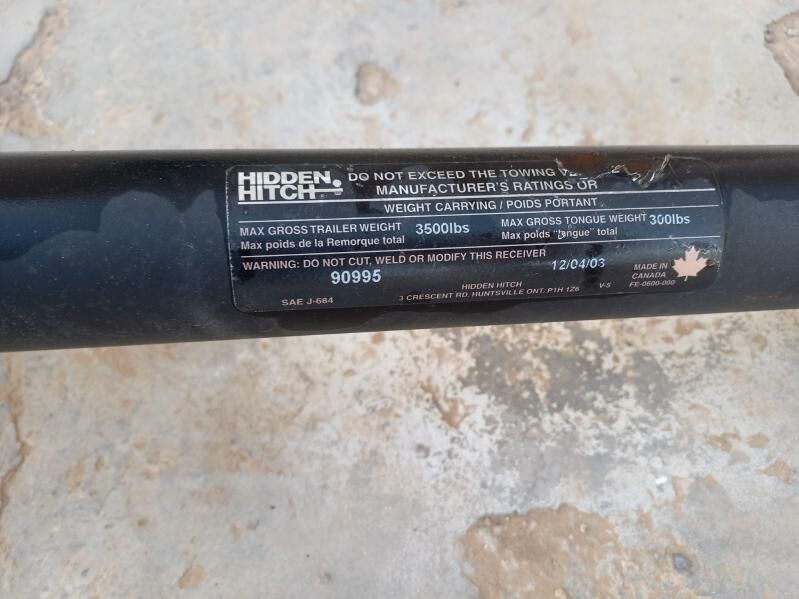 HIDDEN HITCH
DO NOT EXCEED THE TOWING
MANUFACTURER'S RATINGS OR
WEIGHT CARRYING / POIDS PORTANT
MAX GROSS TRAILER WEIGHT 3500lbs MAX GROSS TONGUE WEIGHT 300lbs
Max poids de la Remorque total Max poids "tangue" total
WARNING: DO NOT CUT, WELD OR MODIFY THIS RECEIVER 12/04/03 MADE IN CANADA
90995
SAE J-684
HIDDEN HITCH
3 CRESCENT RD. HUNTSVILLE ONT. P1H 1Z6 V-5 FE-0600-000